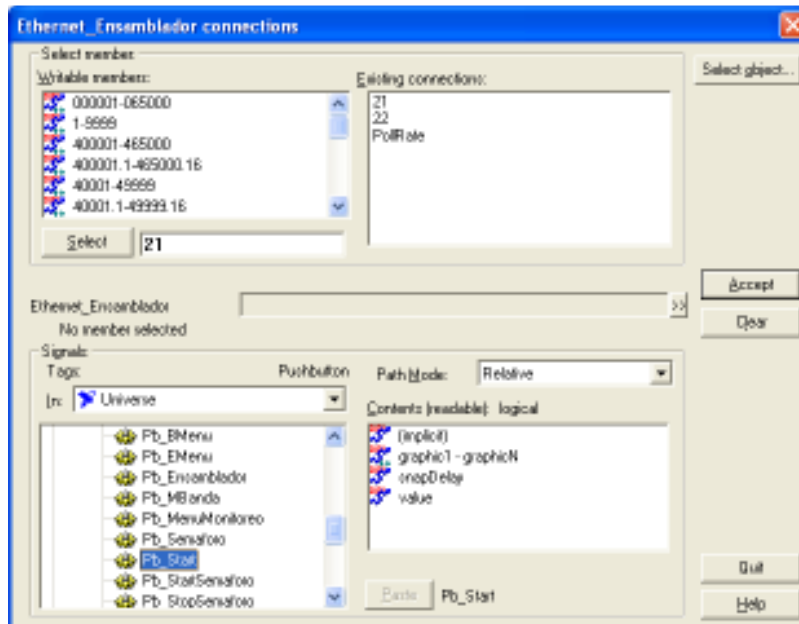 Ethernet_Ensamblador connections
Select member
Writable members:
000001-065000
1-9999
400001-465000
400001.1-465000.16
40001-49999
40001.1-49999.16
Select
21
Existing connections:
21
22
PollRate
Select object...
Accept
Clear
Ethernet_Ensamblador
>>
No member selected
Signals
Tags:
Pushbutton
In:
Universe
Pb_BMenu
Pb_EMenu
Pb_Ensamblador
Pb_MBanda
Pb_MenuMonitoreo
Pb_Semaforo
Pb_Start
Pb_StartSemaforo
Pb_StopSemaforo
Path Mode:
Relative
Contents (readable): logical
(implicit)
graphic1 - graphicN
snapDelay
value
Paste
Pb_Start
Quit
Help